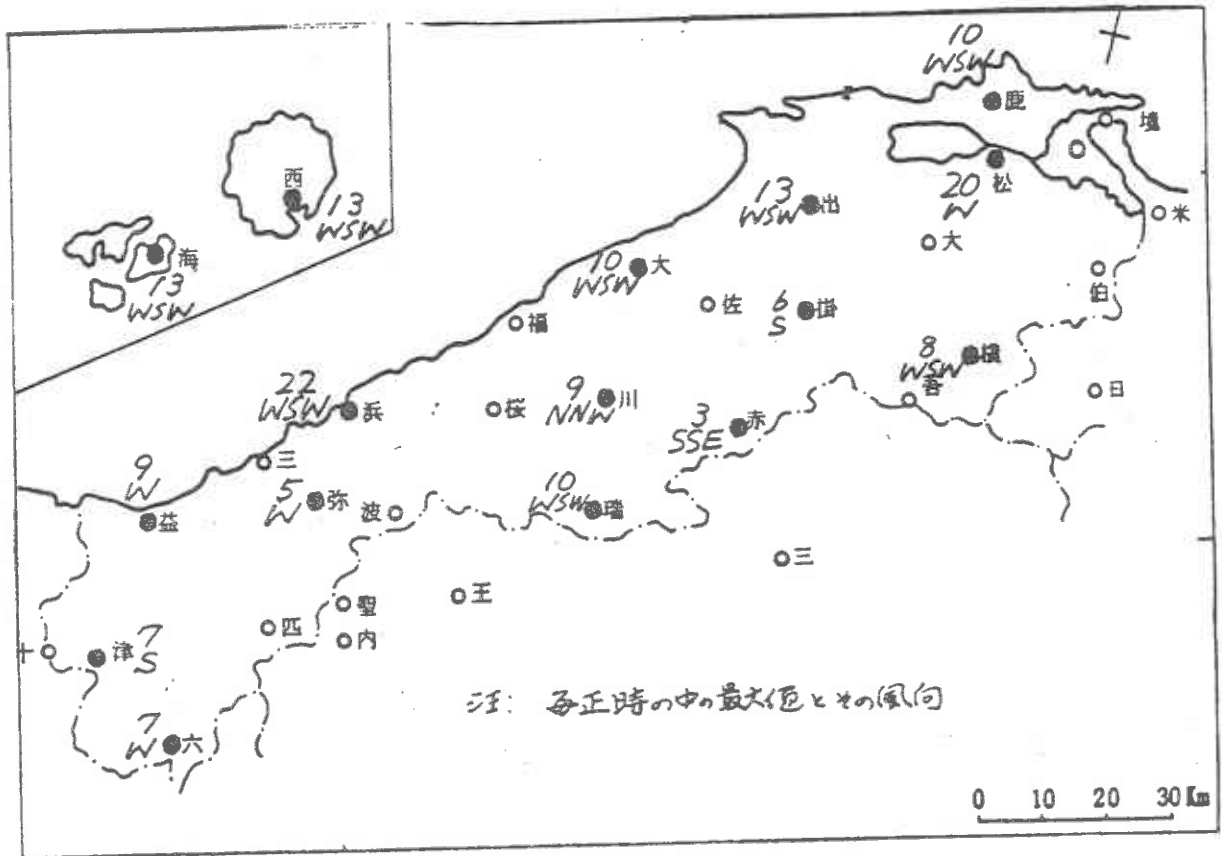 10
WSW
鹿
境
西
13
WSW
松
20
W
13
WSW
出
米
海
13
WSW
大
10
WSW
大
伯
福
佐
6
S
掛
8
WSW
横
吾
日
22
WSW
浜
桜
9
NNW
川
3
SSE
赤
三
9
W
益
5
W
弥
波
10
WSW
瑞
三
匹
聖
内
王
津
7
S
7
W
六
注: 毎正時の中の最大値とその風向
0 10 20 30Km